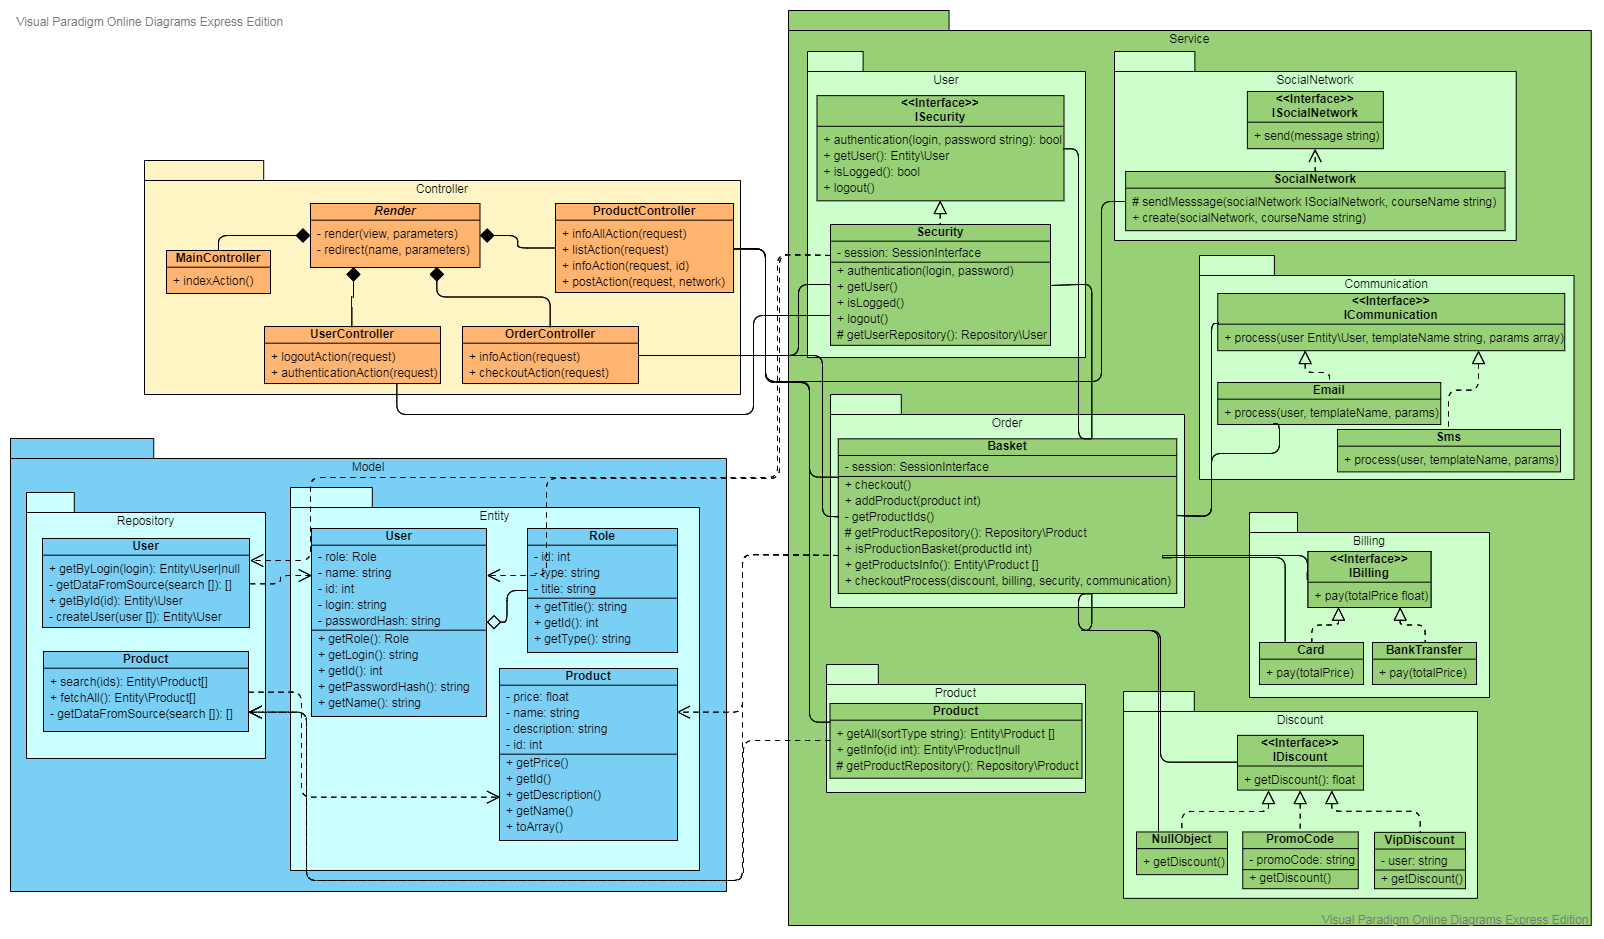 Visual Paradigm Online Diagrams Express Edition
Controller
Render
- render(view, parameters)
- redirect(name, parameters)
ProductController
+ infoAllAction(request)
+ listAction(request)
+ infoAction(request, id)
+ postAction(request, network)
MainController
+ indexAction()
UserController
+ logoutAction(request)
+ authenticationAction(request)
OrderController
+ infoAction(request)
+ checkoutAction(request)
Model
Repository
User
+ getByLogin(login): Entity\User|null
- getDataFromSource(search []): []
+ getById(id): Entity\User
- createUser(user []): Entity\User
Product
+ search(ids): Entity\Product[]
+ fetchAll(): Entity\Product[]
- getDataFromSource(search []): []
Entity
User
- role: Role
- name: string
- id: int
- login: string
- passwordHash: string
+ getRole(): Role
+ getLogin(): string
+ getId(): int
+ getPasswordHash(): string
+ getName(): string
Role
- id: int
- type: string
- title: string
+ getTitle(): string
+ getId(): int
+ getType(): string
Product
- price: float
- name: string
- description: string
- id: int
+ getPrice()
+ getId()
+ getDescription()
+ getName()
+ toArray()
Service
User
<<Interface>>
ISecurity
+ authentication(login, password string): bool
+ getUser(): Entity\User
+ isLogged(): bool
+ logout()
Security
- session: SessionInterface
+ authentication(login, password)
+ getUser()
+ isLogged()
+ logout()
# getUserRepository(): Repository\User
SocialNetwork
<<Interface>>
ISocialNetwork
+ send(message string)
SocialNetwork
# sendMesssage(socialNetwork ISocialNetwork, courseName string)
+ create(socialNetwork, courseName string)
Communication
<<Interface>>
ICommunication
+ process(user Entity\User, templateName string, params array)
Email
+ process(user, templateName, params)
Sms
+ process(user, templateName, params)
Order
Basket
- session: SessionInterface
+ checkout()
+ addProduct(product int)
- getProductIds()
# getProductRepository(): Repository\Product
+ isProductionBasket(productId int)
+ getProductsInfo(): Entity\Product []
+ checkoutProcess(discount, billing, security, communication)
Billing
<<Interface>>
IBilling
+ pay(totalPrice float)
Card
+ pay(totalPrice)
BankTransfer
+ pay(totalPrice)
Product
Product
+ getAll(sortType string): Entity\Product []
+ getInfo(id int): Entity\Product|null
# getProductRepository(): Repository\Product
Discount
<<Interface>>
IDiscount
+ getDiscount(): float
NullObject
+ getDiscount()
PromoCode
- promoCode: string
+ getDiscount()
VipDiscount
- user: string
+ getDiscount()
Visual Paradigm Online Diagrams Express Edition